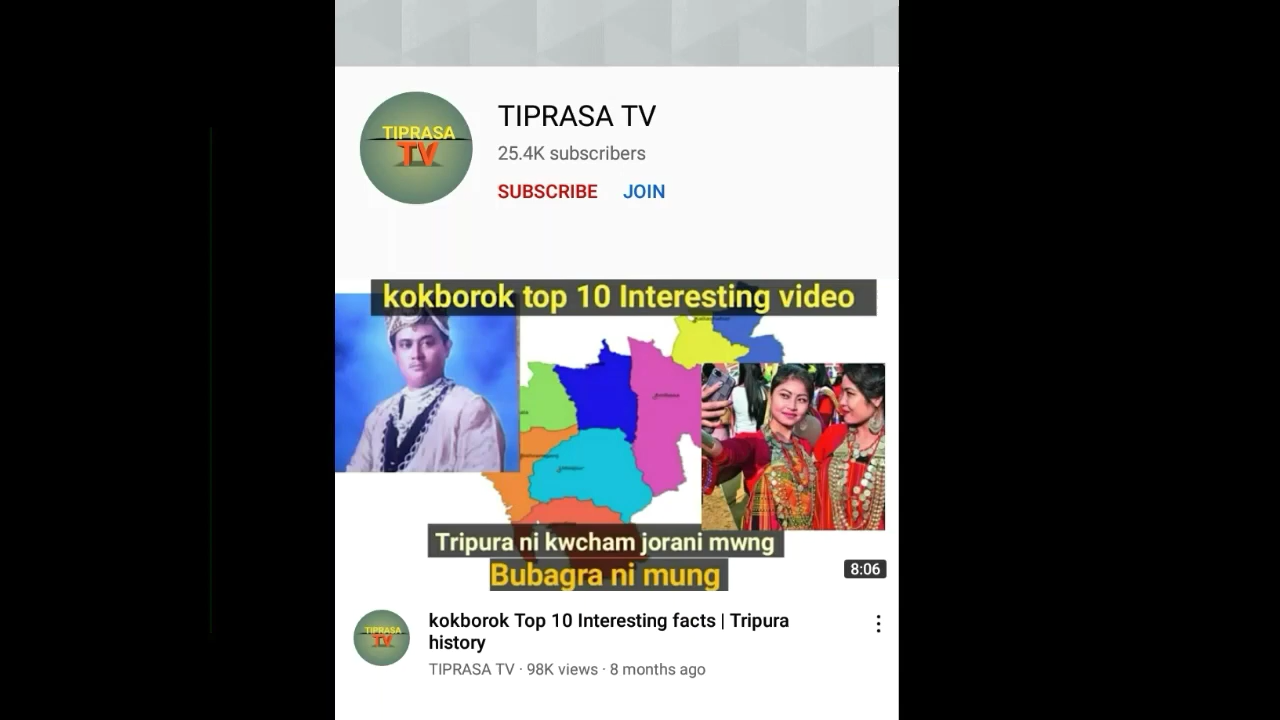 TIPRASA
TV
TIPRASA TV
25.4K subscribers
SUBSCRIBE JOIN
kokborok top 10 Interesting video
Tripura ni kwcham jorani mwng
Bubagra ni mung
8:06
TIPRASA
TV
kokborok Top 10 Interesting facts | Tripura
history
TIPRASA TV · 98K views · 8 months ago